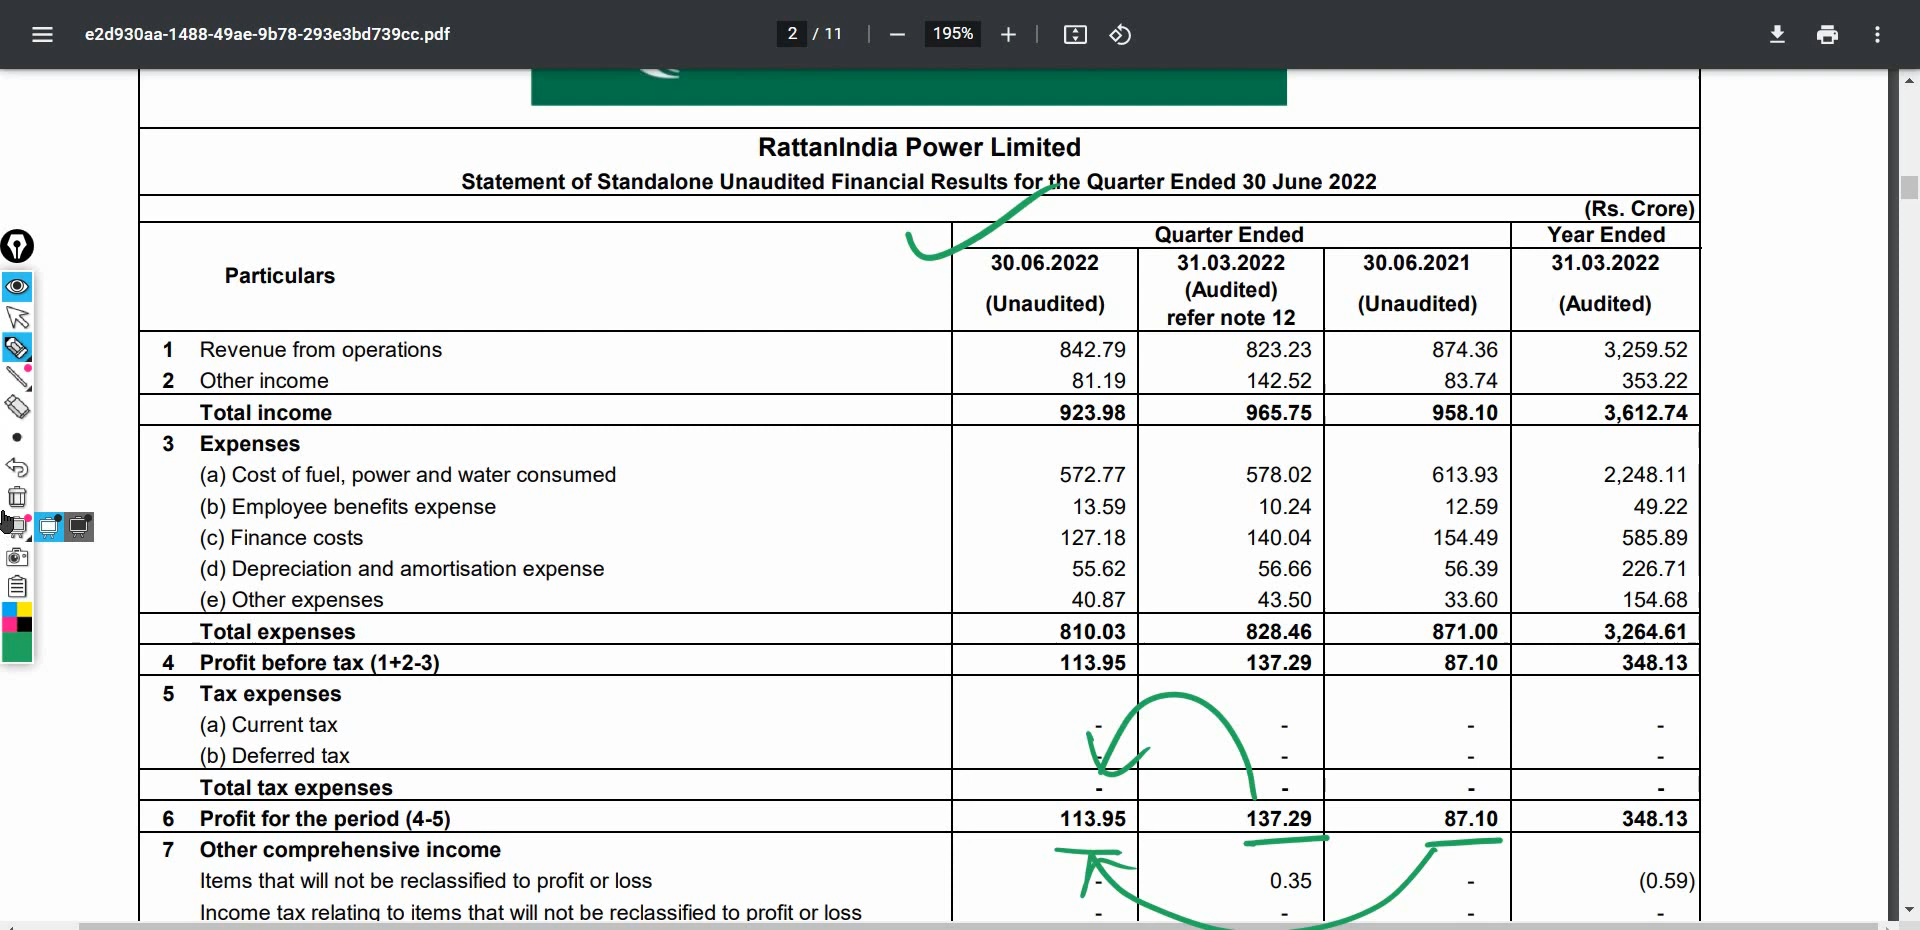 e2d930aa-1488-49ae-9b78-293e3bd739cc.pdf 2 / 11 195%
RattanIndia Power Limited
Statement of Standalone Unaudited Financial Results for the Quarter Ended 30 June 2022
(Rs. Crore)
Particulars Quarter Ended Year Ended
30.06.2022 31.03.2022 30.06.2021 31.03.2022
(Unaudited) (Audited) refer note 12 (Unaudited) (Audited)
1 Revenue from operations 842.79 823.23 874.36 3,259.52
2 Other income 81.19 142.52 83.74 353.22
Total income 923.98 965.75 958.10 3,612.74
3 Expenses
(a) Cost of fuel, power and water consumed 572.77 578.02 613.93 2,248.11
(b) Employee benefits expense 13.59 10.24 12.59 49.22
(c) Finance costs 127.18 140.04 154.49 585.89
(d) Depreciation and amortisation expense 55.62 56.66 56.39 226.71
(e) Other expenses 40.87 43.50 33.60 154.68
Total expenses 810.03 828.46 871.00 3,264.61
4 Profit before tax (1+2-3) 113.95 137.29 87.10 348.13
5 Tax expenses
(a) Current tax - - - -
(b) Deferred tax - - - -
Total tax expenses - - - -
6 Profit for the period (4-5) 113.95 137.29 87.10 348.13
7 Other comprehensive income
Items that will not be reclassified to profit or loss - 0.35 - (0.59)
Income tax relating to items that will not be reclassified to profit or loss - - - -